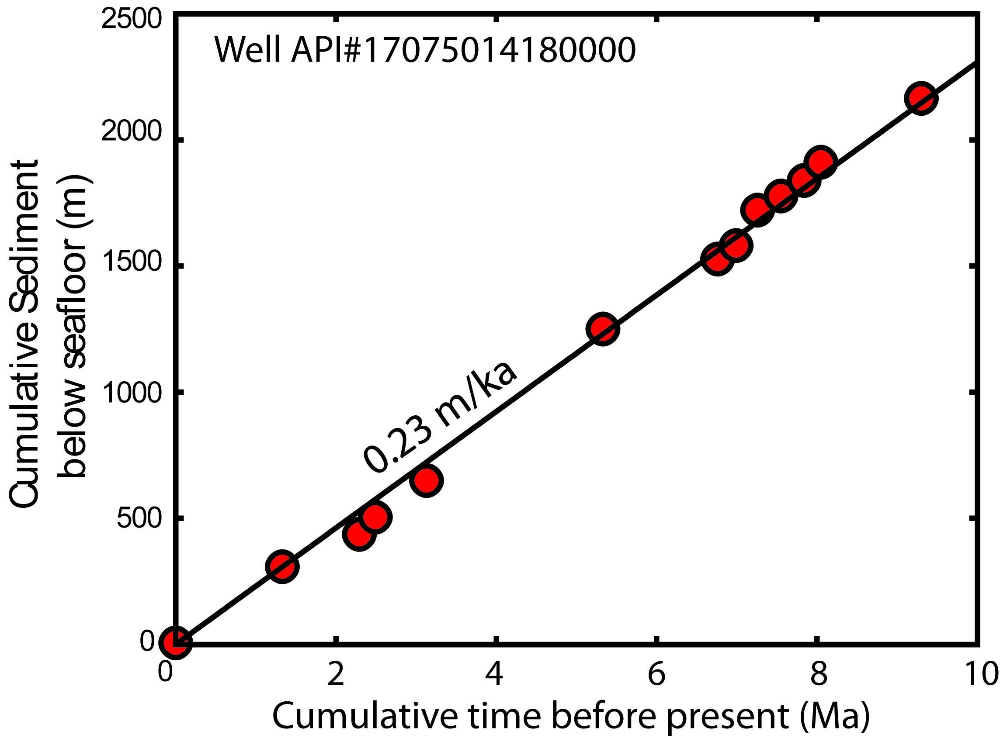 2500
Well API#17075014180000
2000
1500
1000
500
0
Cumulative Sediment
below seafloor (m)
0.23 m/ka
0 2 4 6 8 10
Cumulative time before present (Ma)